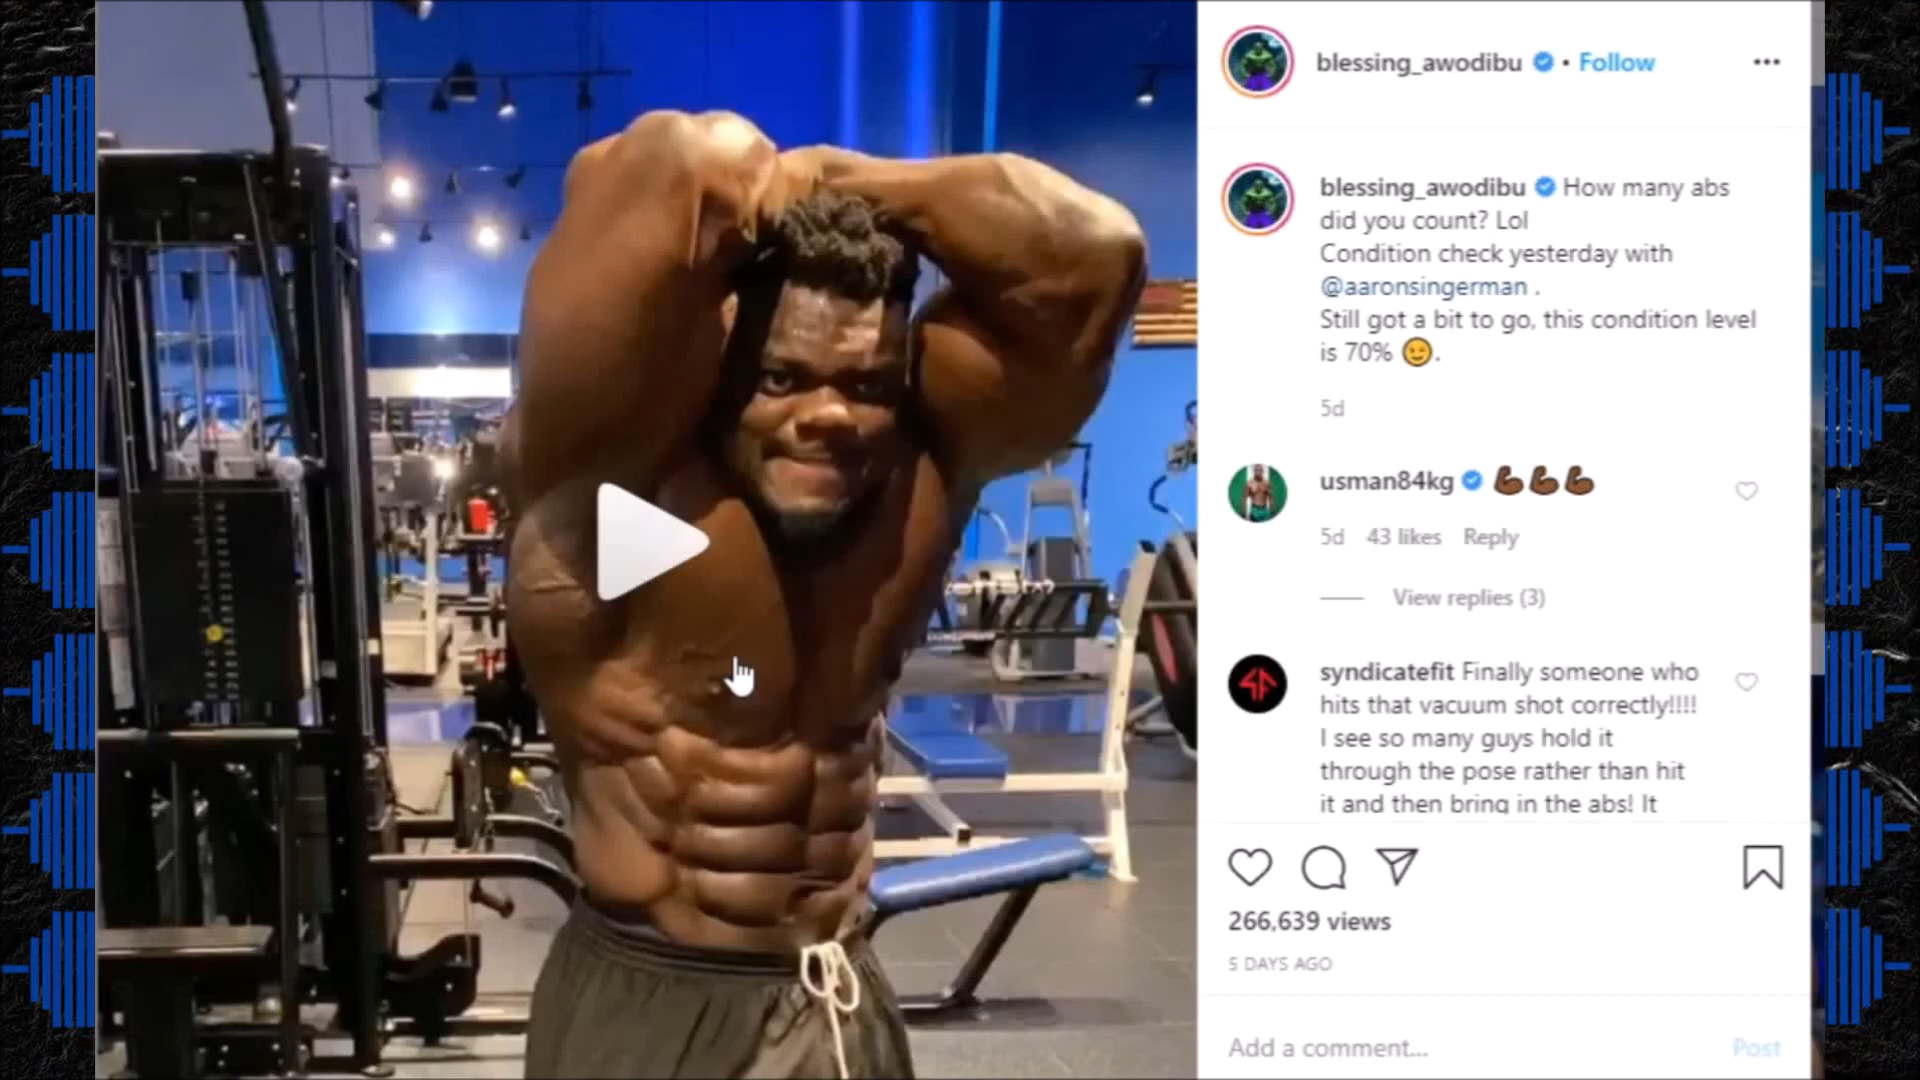 blessing_awodibu • Follow
blessing_awodibu How many abs
did you count? Lol
Condition check yesterday with
@aaronsingerman .
Still got a bit to go, this condition level
is 70% 😉.
5d
usman84kg 💪🏿💪🏿💪🏿
5d 43 likes Reply
View replies (3)
syndicatefit Finally someone who
hits that vacuum shot correctly!!!!
I see so many guys hold it
through the pose rather than hit
it and then bring in the abs! It
266,639 views
5 DAYS AGO
Add a comment... Post